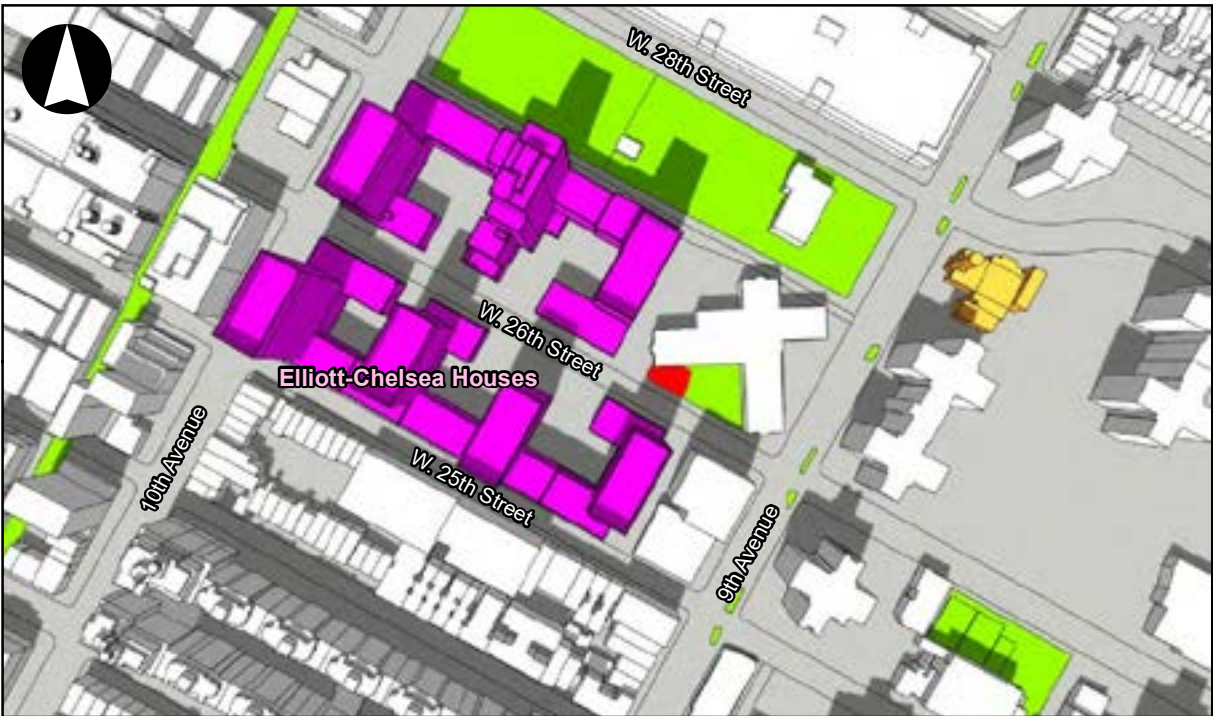 W. 28th Street
W. 26th Street
Elliott-Chelsea Houses
10th Avenue
W. 25th Street
9th Avenue